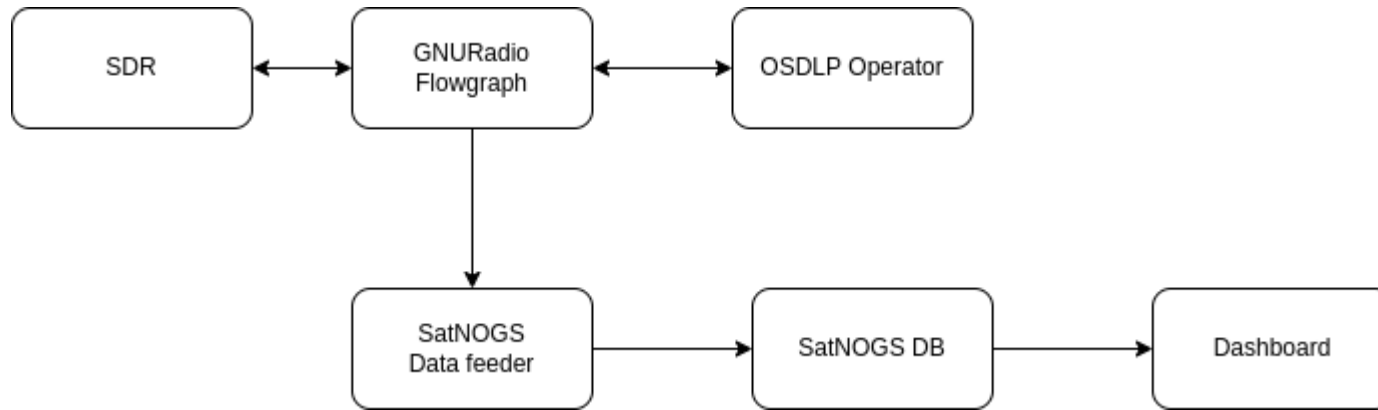 SDR
GNURadio
Flowgraph
OSDLP Operator
SatNOGS
Data feeder
SatNOGS DB
Dashboard